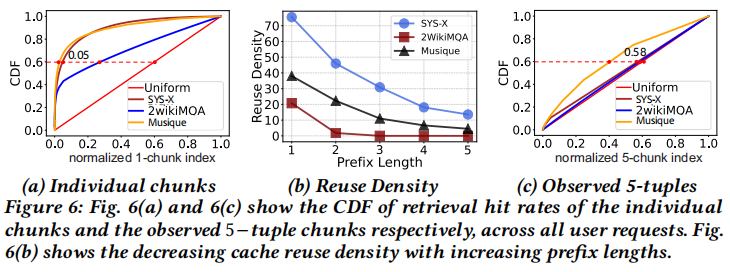 1.0
0.8
0.6
0.4
0.2
0.0
CDF
0.05
Uniform
SYS-X
2wikiMQA
Musique
0.0 0.2 0.4 0.6 0.8 1.0
normalized 1-chunk index
(a) Individual chunks
70
60
50
40
30
20
10
0
Reuse Density
SYS-X
2WikiMQA
Musique
1 2 3 4 5
Prefix Length
(b) Reuse Density
1.0
0.8
0.6
0.4
0.2
0.0
CDF
0.58
Uniform
SYS-X
2wikiMQA
Musique
0.0 0.2 0.4 0.6 0.8 1.0
normalized 5-chunk index
(c) Observed 5-tuples
Figure 6: Fig. 6(a) and 6(c) show the CDF of retrieval hit rates of the individual
chunks and the observed 5−tuple chunks respectively, across all user requests. Fig.
6(b) shows the decreasing cache reuse density with increasing prefix lengths.